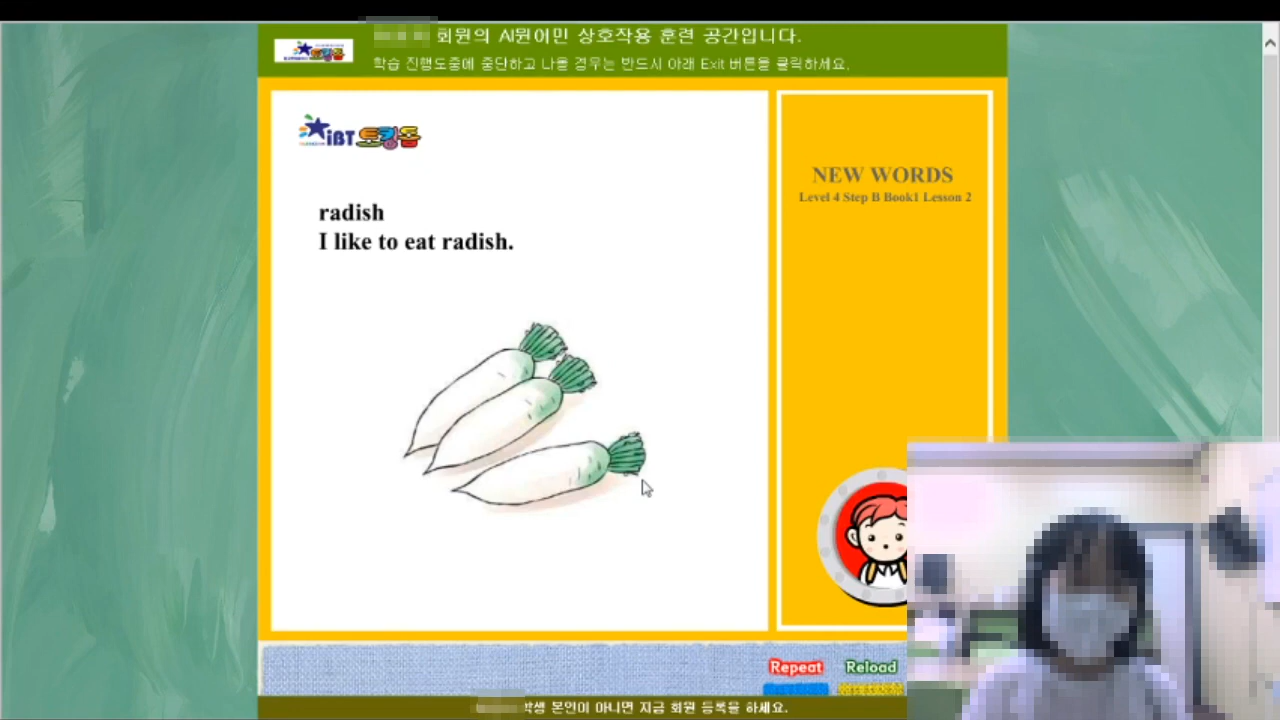 회원의 AI원어민 상호작용 훈련 공간입니다.
학습 진행도중에 중단하고 나올 경우는 반드시 아래 Exit 버튼을 클릭하세요.
iBT 토킹톰
radish
I like to eat radish.
NEW WORDS
Level 4 Step B Book1 Lesson 2
Repeat
Reload
학생 본인이 아니면 지금 회원 등록을 하세요.